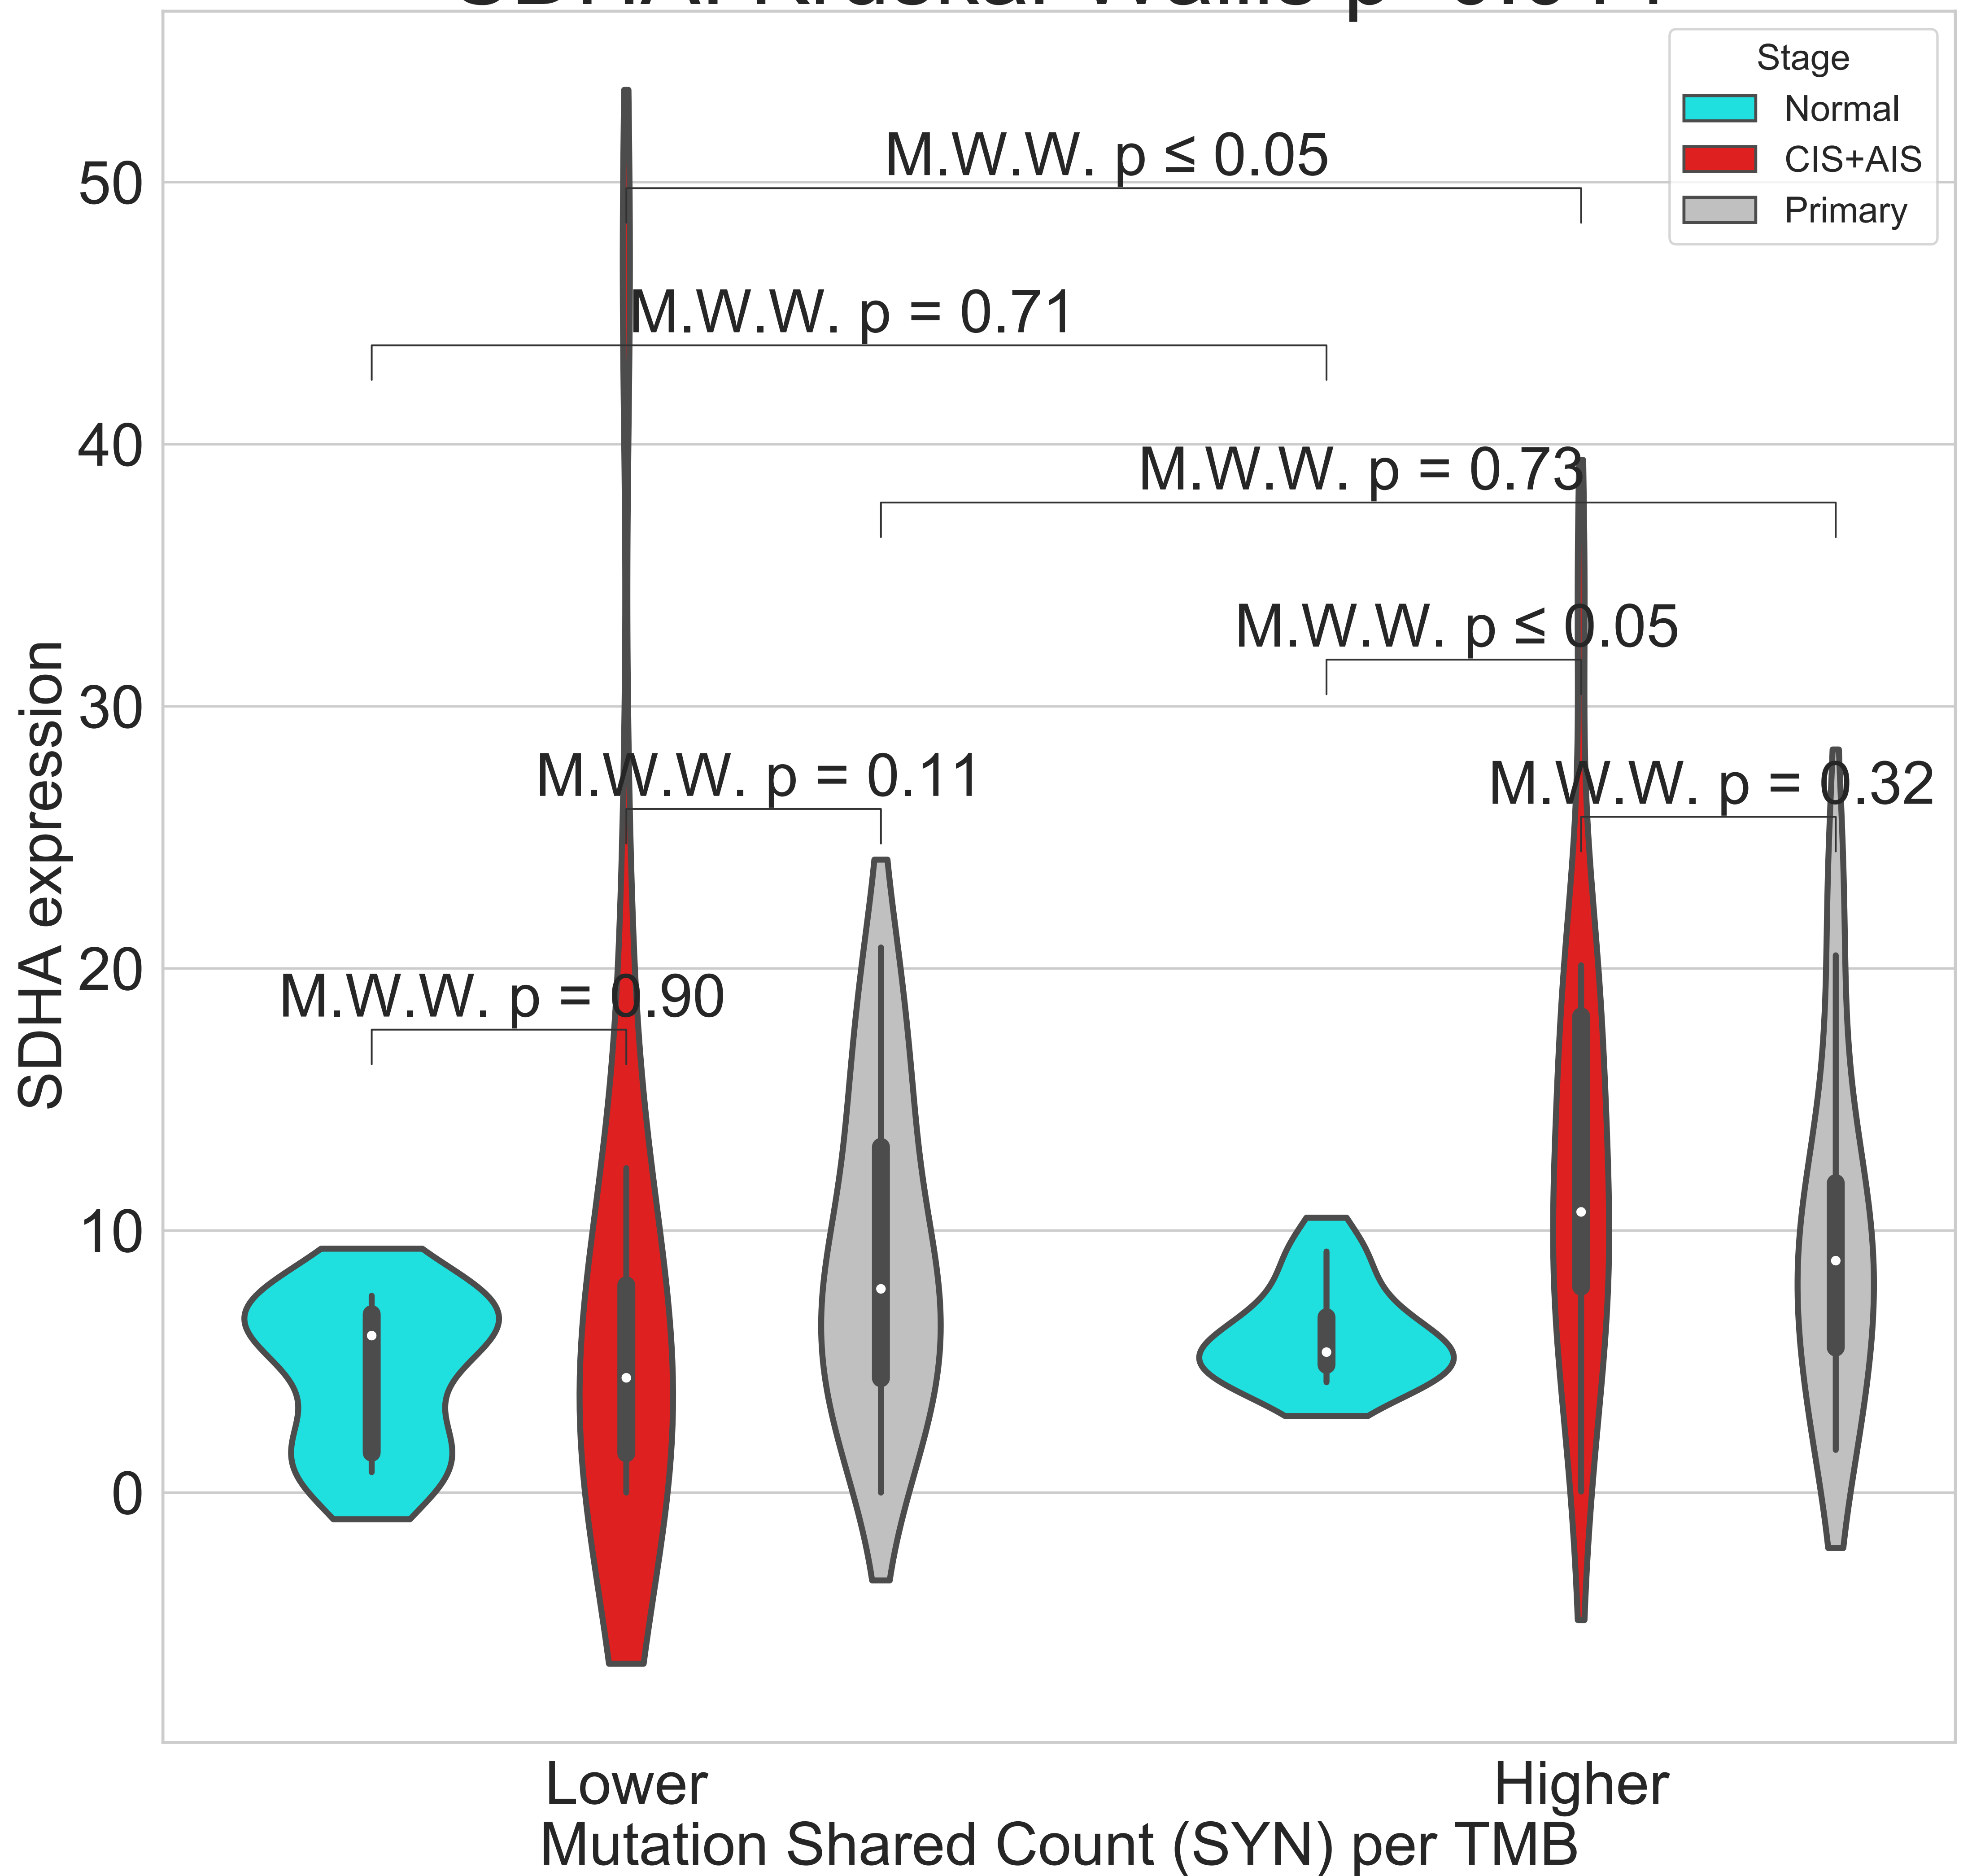 Stage
Normal
CIS+AIS
Primary
M.W.W. p ≤ 0.05
50
M.W.W. p = 0.71
40
M.W.W. p = 0.73
M.W.W. p ≤ 0.05
30
M.W.W. p = 0.11
M.W.W. p = 0.32
20
M.W.W. p = 0.90
10
0
SDHA expression
Lower
Higher
Mutation Shared Count (SYN) per TMB